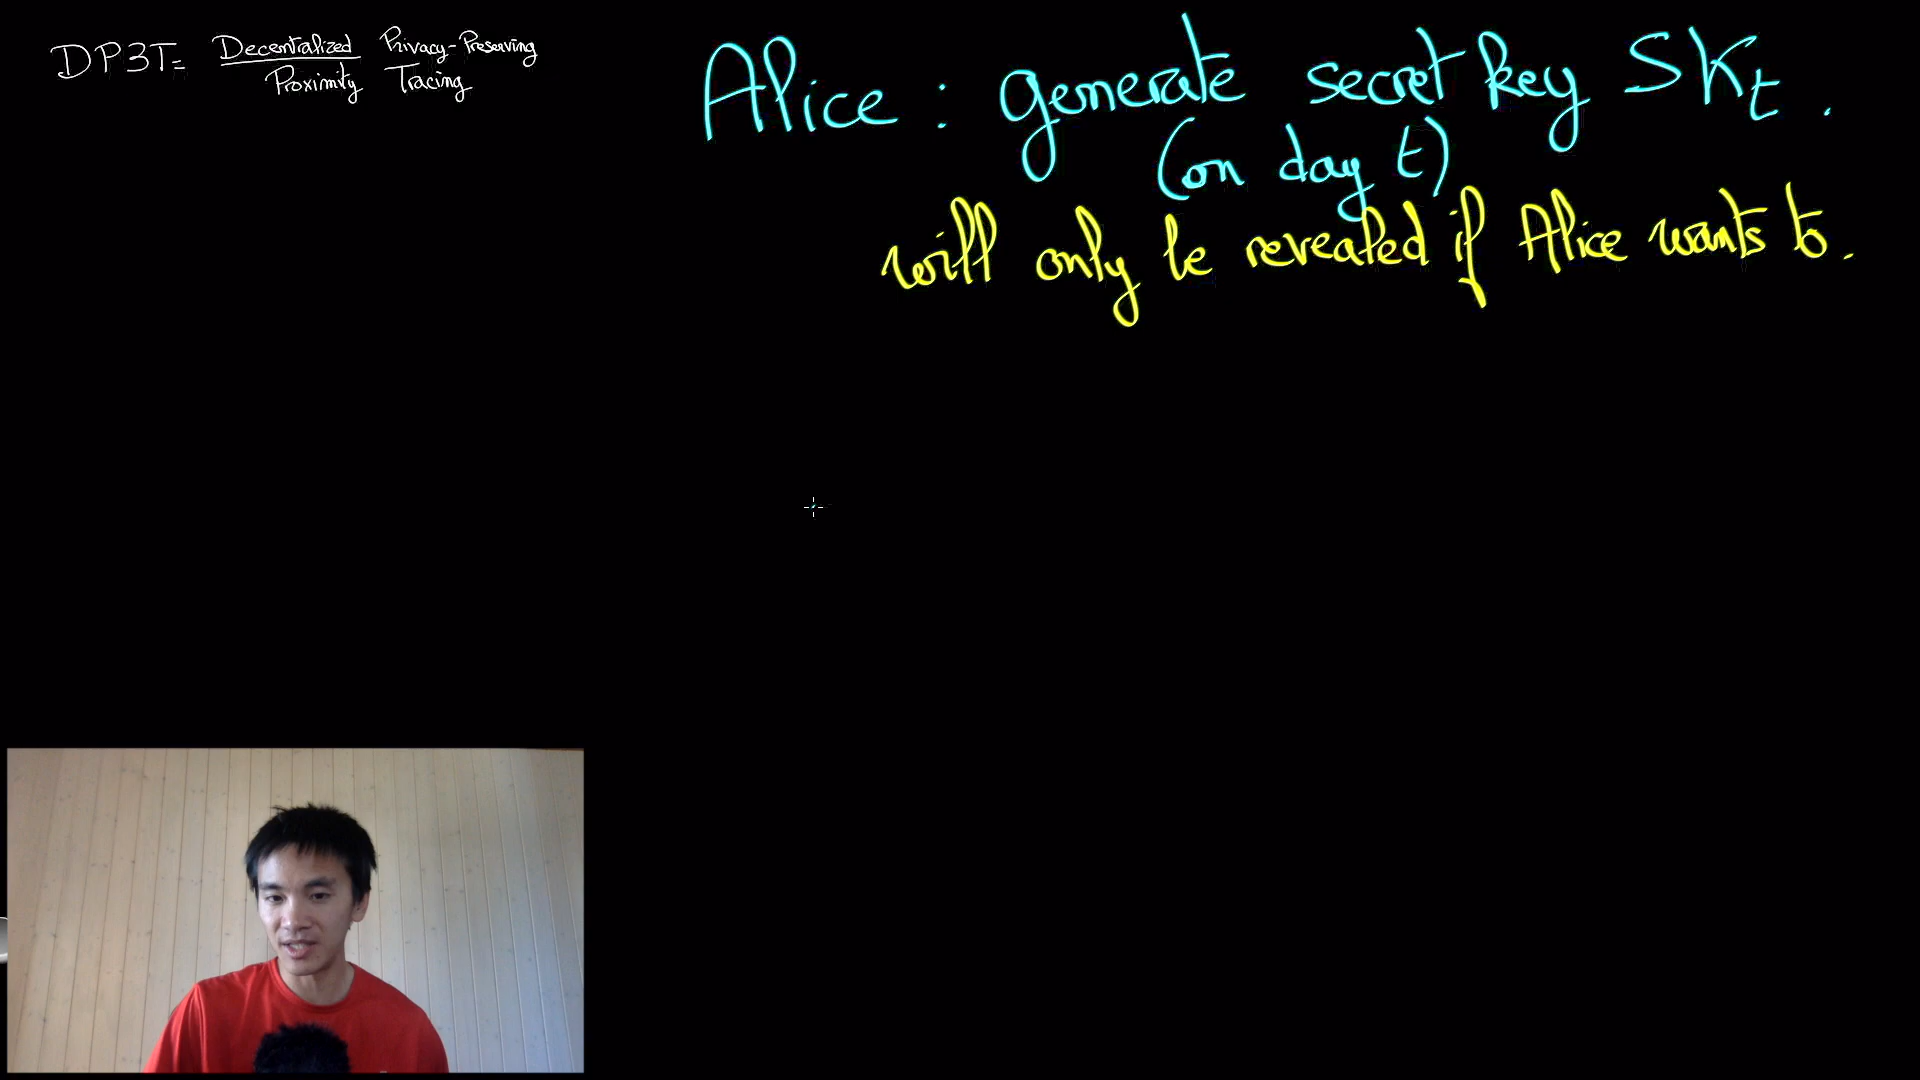 DP3T = Decentralized Privacy-Preserving
Proximity Tracing
Alice : generate secret key SKt .
(on day t)
will only be revealed if Alice wants to.